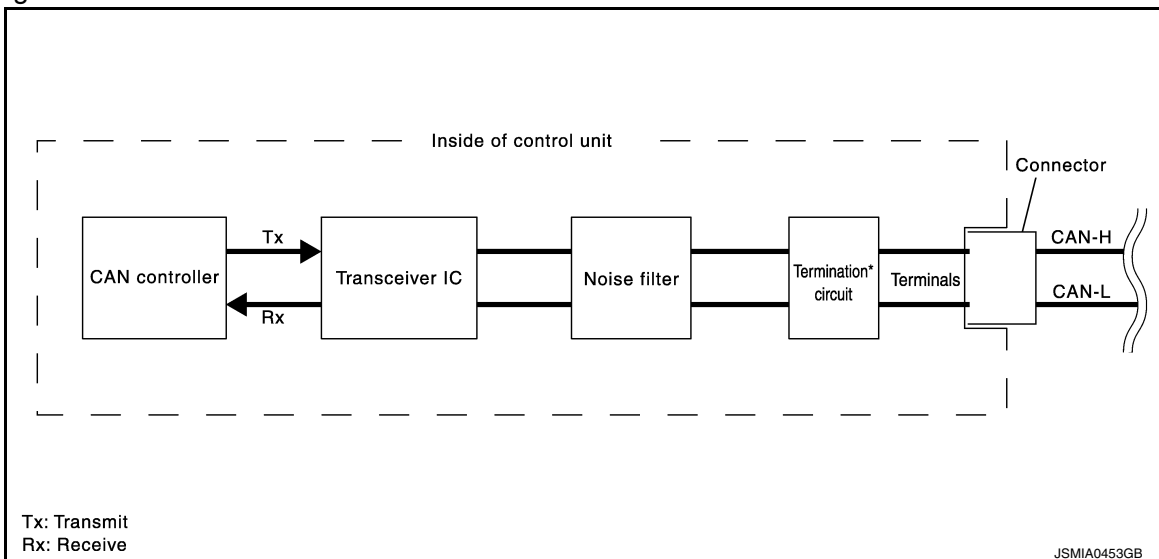 Inside of control unit
Connector
CAN controller
Tx
Rx
Transceiver IC
Noise filter
Termination*
circuit
Terminals
CAN-H
CAN-L
Tx: Transmit
Rx: Receive
JSMIA0453GB